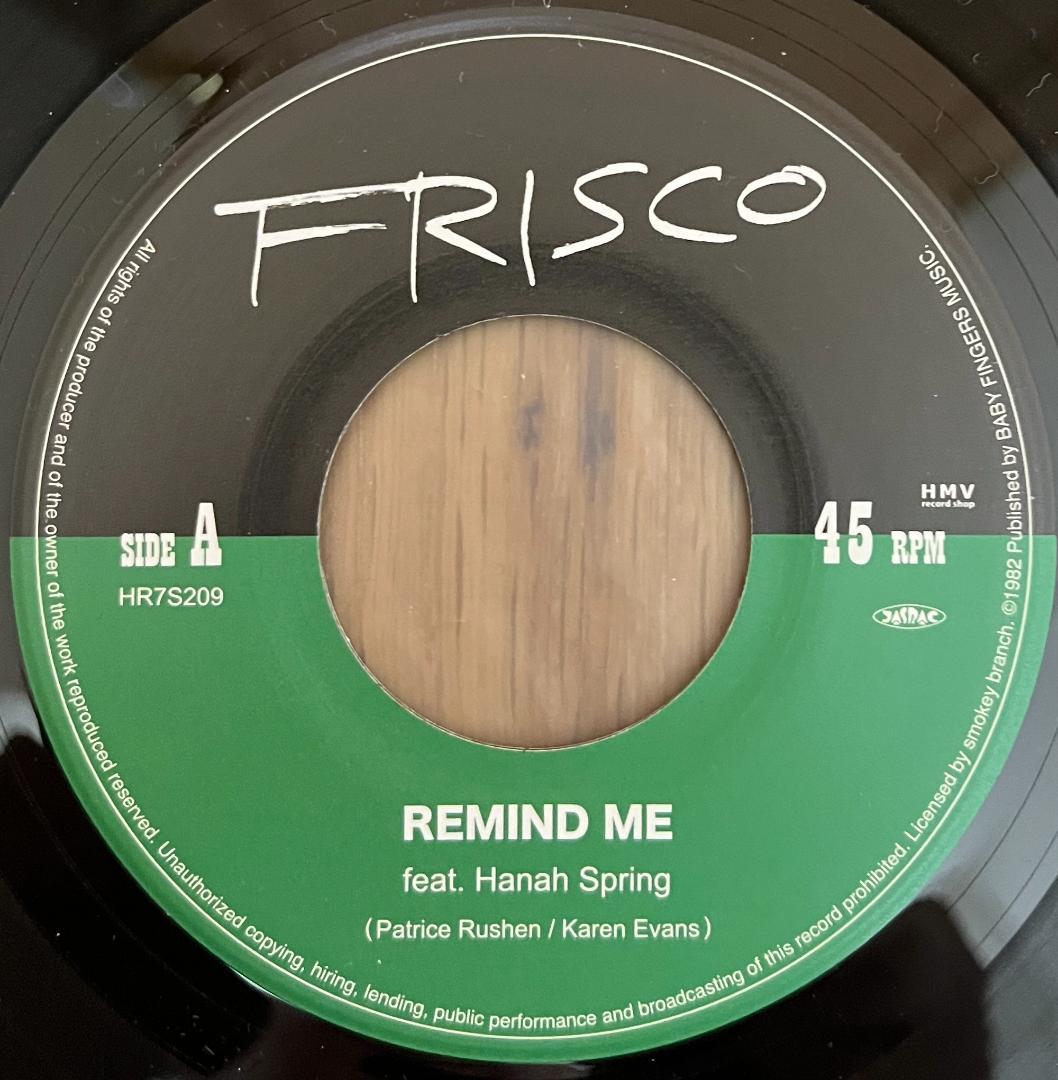 FRISCO
HMV
record shop
SIDE A
45 RPM
HR7S209
JASRAC
REMIND ME
feat. Hanah Spring
(Patrice Rushen / Karen Evans)
All rights of the producer and of the owner of the work reproduced reserved. Unauthorized copying, hiring, lending, public performance and broadcasting of this record prohibited. Licensed by smokey branch. ©1982 Published by BABY FINGERS MUSIC.